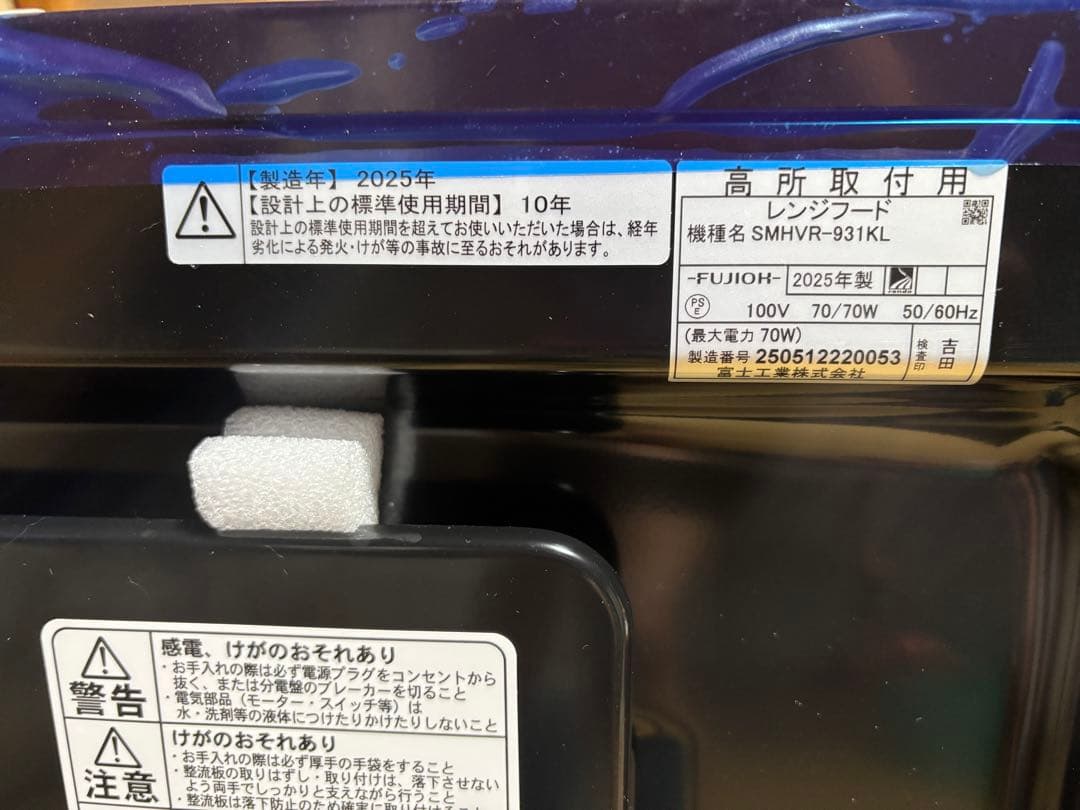 【製造年】 2025年
【設計上の標準使用期間】 10年
設計上の標準使用期間を超えてお使いいただいた場合は、経年
劣化による発火・けが等の事故に至るおそれがあります。
高所取付用
レンジフード
機種名 SMHVR-931KL
-FUJIOH- 2025年製
PS
E
100V 70/70W 50/60Hz
(最大電力 70W)
製造番号 250512220053
検査印 吉田
富士工業株式会社
警告
感電、けがのおそれあり
・お手入れの際は必ず電源プラグをコンセントから
抜く、または分電盤のブレーカーを切ること
・電気部品（モーター・スイッチ等）は
水・洗剤等の液体につけたりかけたりしないこと
注意
けがのおそれあり
・お手入れの際は必ず厚手の手袋をすること
・整流板の取りはずし・取り付けは、落下させない
よう両手でしっかりと支えながら行うこと
・整流板は落下防止のため確実に取り付けること